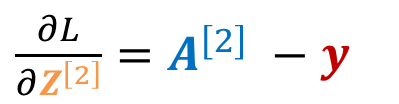 ∂L/∂Z^[2] = A^[2] − y